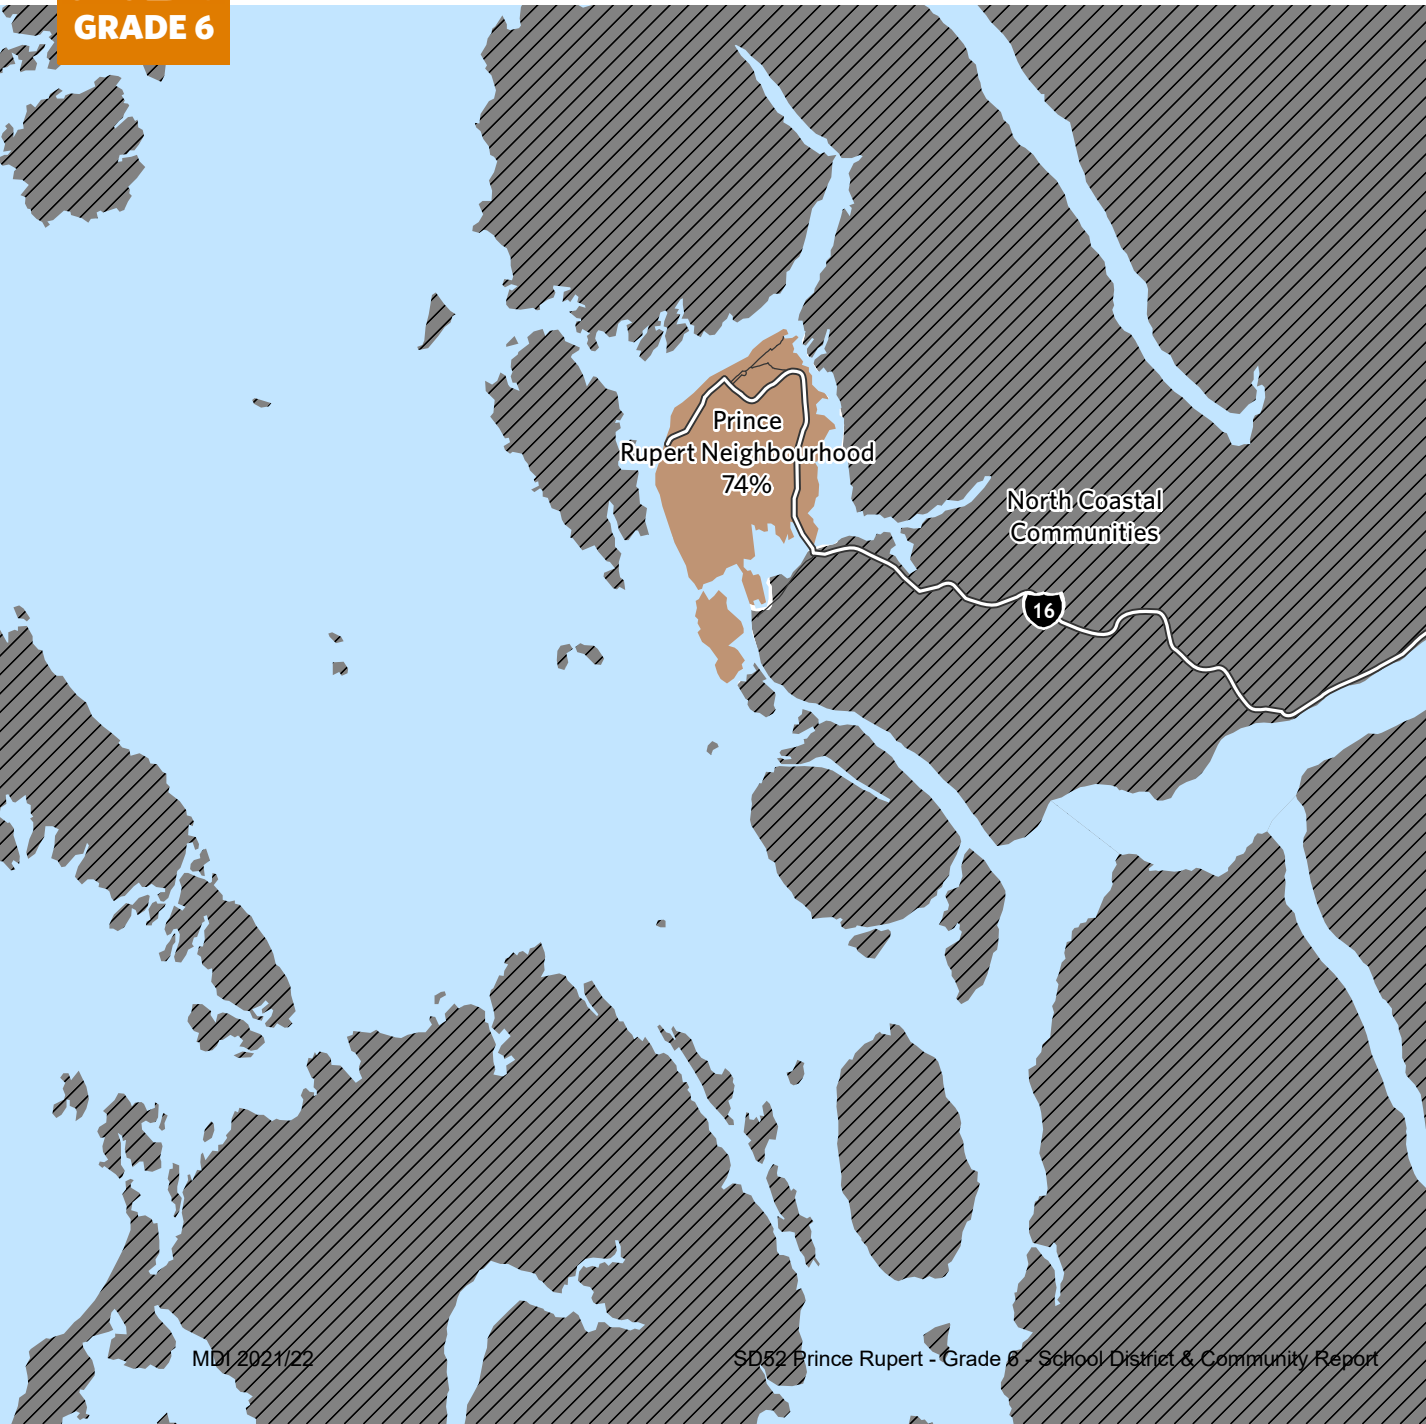 GRADE 6
Prince
Rupert Neighbourhood
74%
North Coastal
Communities
16
MDI 2021/22
SD52 Prince Rupert - Grade 6 - School District & Community Report